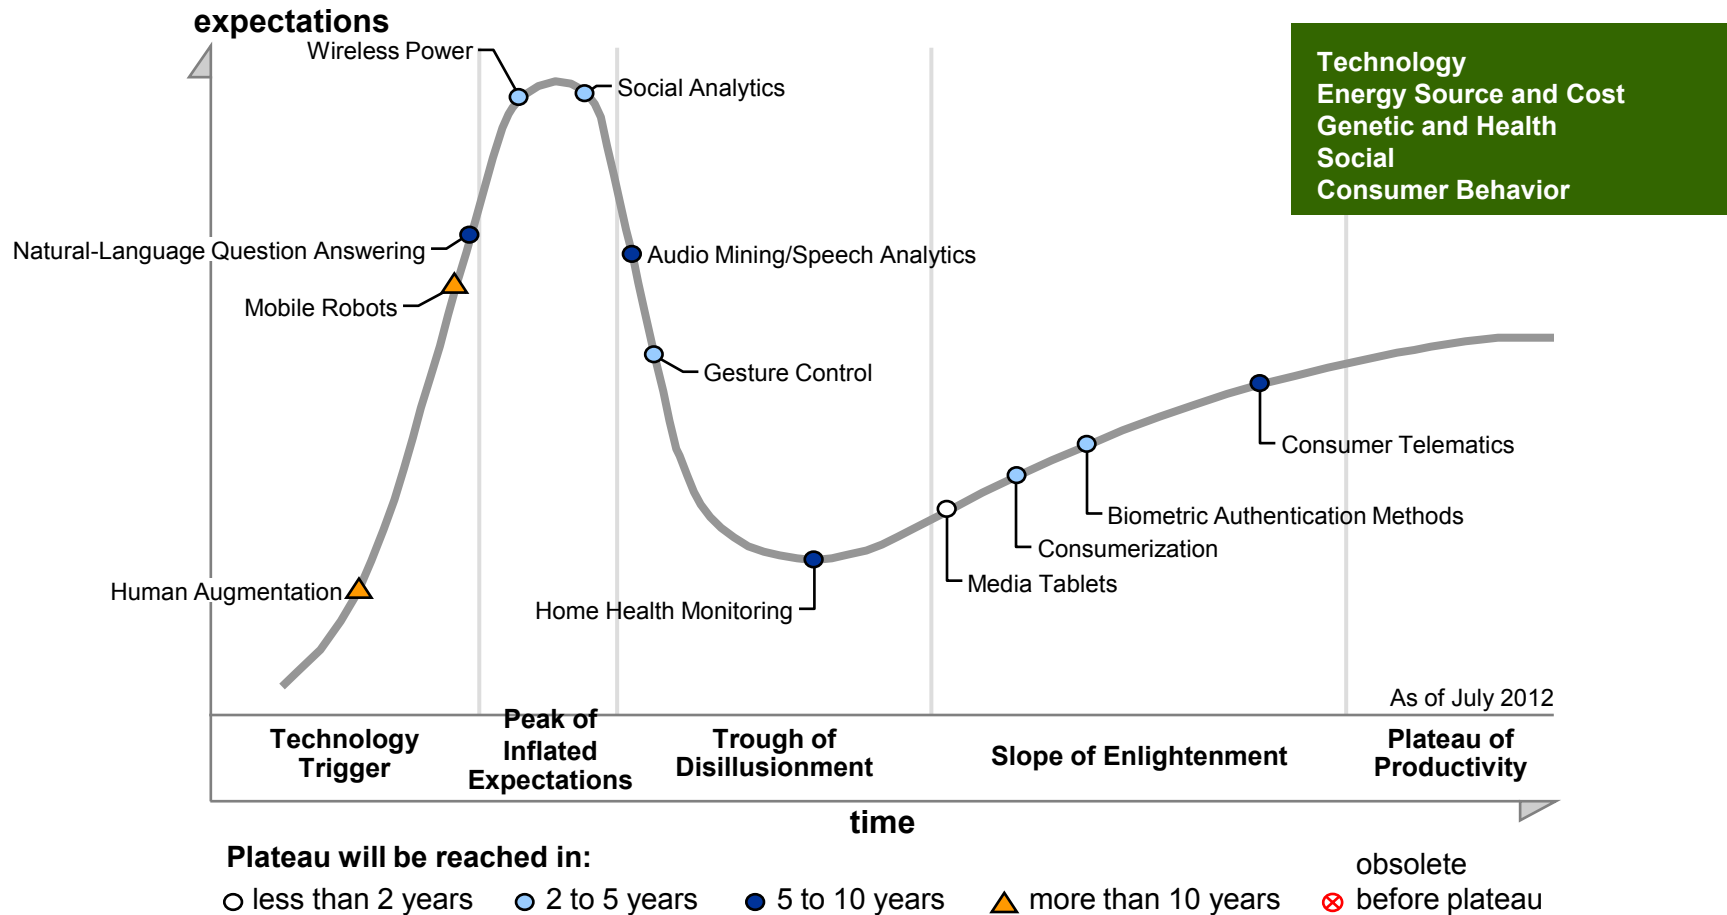 expectations
Wireless Power
Social Analytics
Technology
Energy Source and Cost
Genetic and Health
Social
Consumer Behavior
Natural-Language Question Answering
Audio Mining/Speech Analytics
Mobile Robots
Gesture Control
Consumer Telematics
Biometric Authentication Methods
Consumerization
Media Tablets
Human Augmentation
Home Health Monitoring
As of July 2012
Technology
Trigger
Peak of
Inflated
Expectations
Trough of
Disillusionment
Slope of Enlightenment
Plateau of
Productivity
time
Plateau will be reached in:
less than 2 years
2 to 5 years
5 to 10 years
more than 10 years
obsolete
before plateau